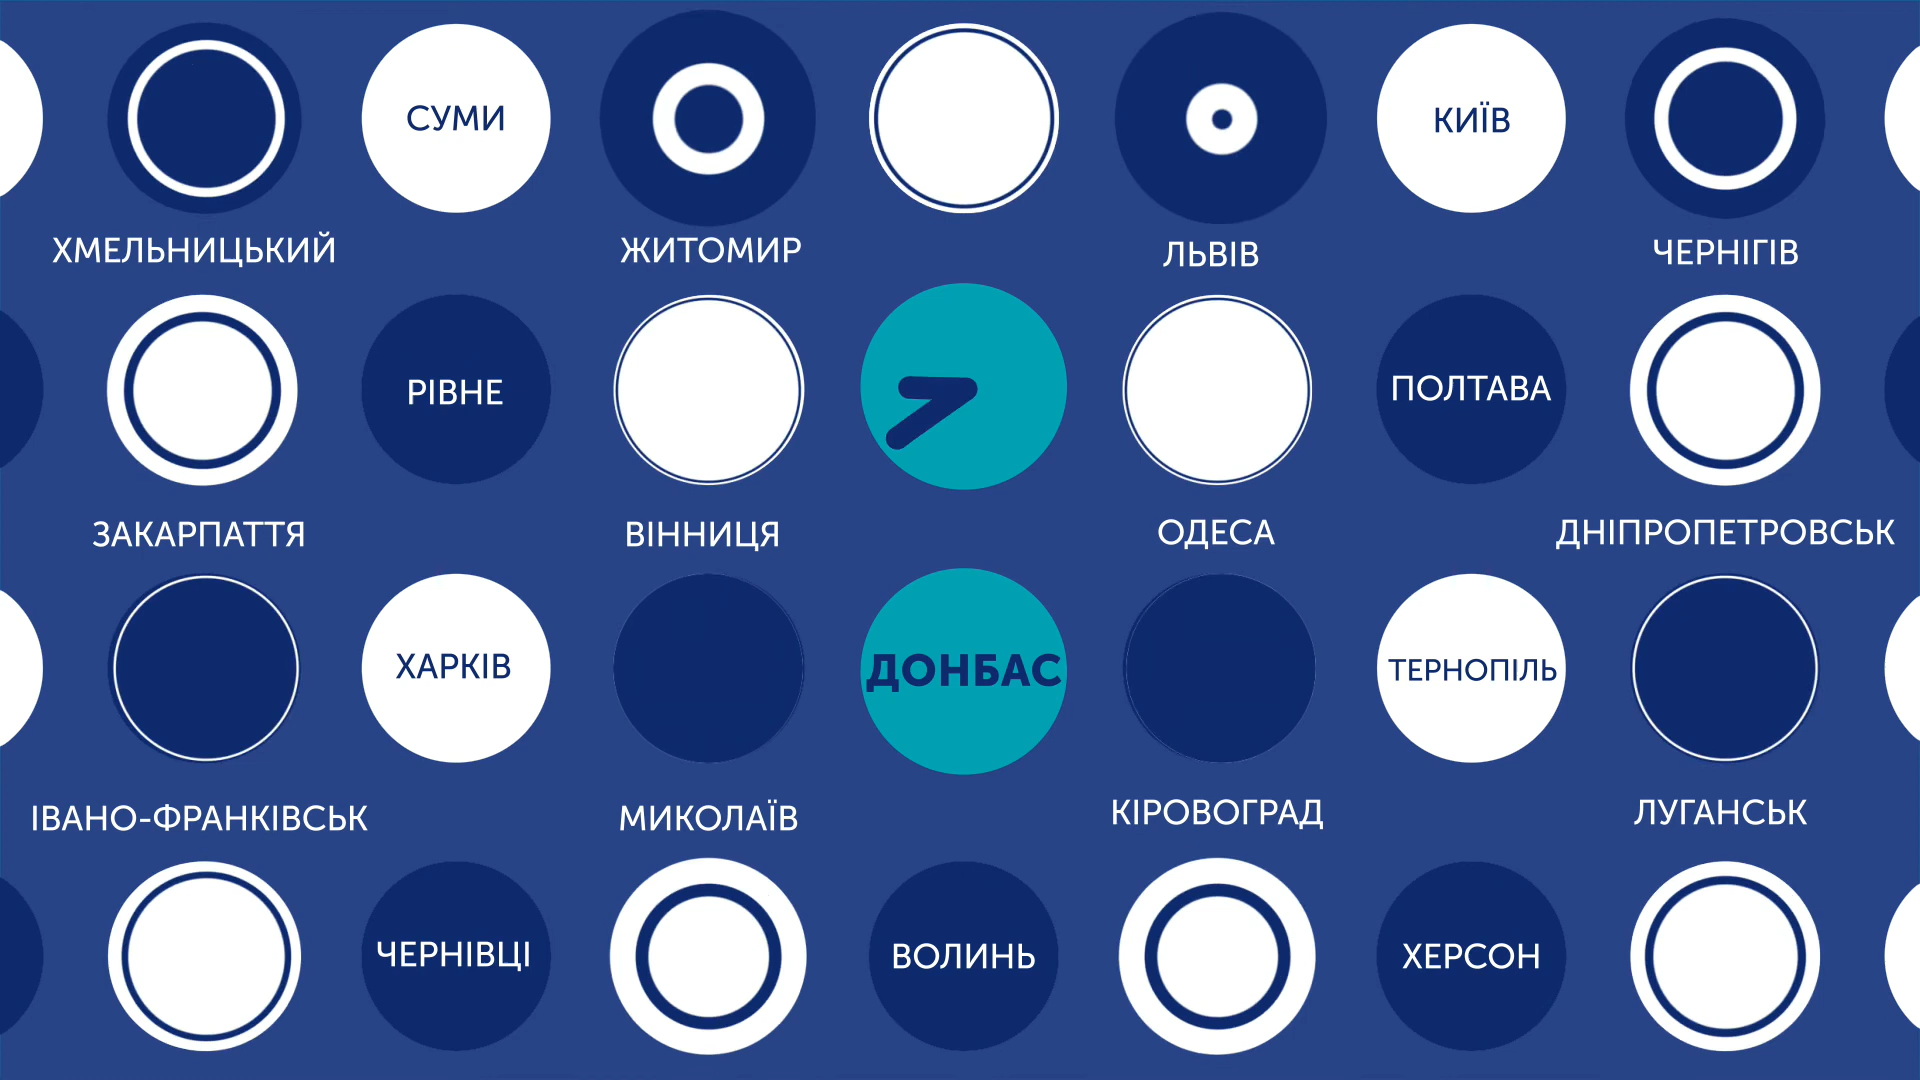 СУМИ
КИЇВ
ХМЕЛЬНИЦЬКИЙ
ЖИТОМИР
ЛЬВІВ
ЧЕРНІГІВ
РІВНЕ
ПОЛТАВА
ЗАКАРПАТТЯ
ВІННИЦЯ
ОДЕСА
ДНІПРОПЕТРОВСЬК
ХАРКІВ
ДОНБАС
ТЕРНОПІЛЬ
ІВАНО-ФРАНКІВСЬК
МИКОЛАЇВ
КІРОВОГРАД
ЛУГАНСЬК
ЧЕРНІВЦІ
ВОЛИНЬ
ХЕРСОН